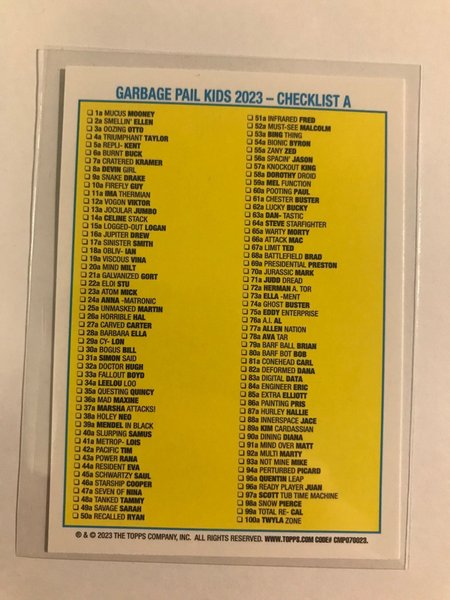 GARBAGE PAIL KIDS 2023 – CHECKLIST A
1a MUCUS MOONEY
2a SMELLIN' ELLEN
3a OOZING OTTO
4a TRIUMPHANT TAYLOR
5a REPLI- KENT
6a BURNT BUCK
7a CRATERED KRAMER
8a DEVIN GIRL
9a SNAKE DRAKE
10a FIREFLY GUY
11a IMA THERMIAN
12a VOGON VIKTOR
13a JOCULAR JUMBO
14a CELINE STACK
15a LOGGED-OUT LOGAN
16a JUPITER DREW
17a SINISTER SMITH
18a OBLIV- IAN
19a VISCOUS VINA
20a MIND MILT
21a GALVANIZED GORT
22a ELOI STU
23a ATOM MICK
24a ANNA -MATRONIC
25a UNMASKED MARTIN
26a HORRIBLE HAL
27a CARVED CARTER
28a BARBARA ELLA
29a CY- LON
30a BOGUS BILL
31a SIMON SAID
32a DOCTOR HUGH
33a FALLOUT BOYD
34a LEELOU LOO
35a QUESTING QUINCY
36a MAD MAXINE
37a MARSHA ATTACKS!
38a HOLEY NEO
39a MENDEL IN BLACK
40a SLURPING SAMUS
41a METROP- LOIS
42a PACIFIC TIM
43a POWER RANA
44a RESIDENT EVA
45a SCHWARTZY SAUL
46a STARSHIP COOPER
47a SEVEN OF NINA
48a TANKED TAMMY
49a SAVAGE SARAH
50a RECALLED RYAN
51a INFRARED FRED
52a MUST-SEE MALCOLM
53a BING THING
54a BIONIC BYRON
55a ZANY ZED
56a SPACIN' JASON
57a KNOCKOUT KING
58a DOROTHY DROID
59a MEL FUNCTION
60a POOTING PAUL
61a CHESTER BUSTER
62a LUCKY BUCKY
63a DAN- TASTIC
64a STEVE STARFIGHTER
65a WARTY MORTY
66a ATTACK MAC
67a LIMIT TED
68a BATTLEFIELD BRAD
69a PRESIDENTIAL PRESTON
70a JURASSIC MARK
71a JUDD DREAD
72a HERMAN A. TOR
73a ELLA -MENT
74a GHOST BUSTER
75a EDDY ENTERPRISE
76a A.I. AL
77a ALLEN NATION
78a AVA TAR
79a BARF BALL BRIAN
80a BARF BOT BOB
81a CONEHEAD CARL
82a DEFORMED DANA
83a DIGITAL DATA
84a ENGINEER ERIC
85a EXTRA ELLIOTT
86a PAINTING PRIS
87a HURLEY HALLIE
88a INNERSPACE JACE
89a KIM CARDASSIAN
90a DINING DIANA
91a MIND OVER MATT
92a MULTI MARTY
93a NOT MINE MIKE
94a PERTURBED PICARD
95a QUENTIN LEAP
96a READY PLAYER JUAN
97a SCOTT TUB TIME MACHINE
98a SNOW PIERCE
99a TOTAL RE- CAL
100a TWYLA ZONE
® & © 2023 THE TOPPS COMPANY, INC. ALL RIGHTS RESERVED. WWW.TOPPS.COM CODE# CMP070023.